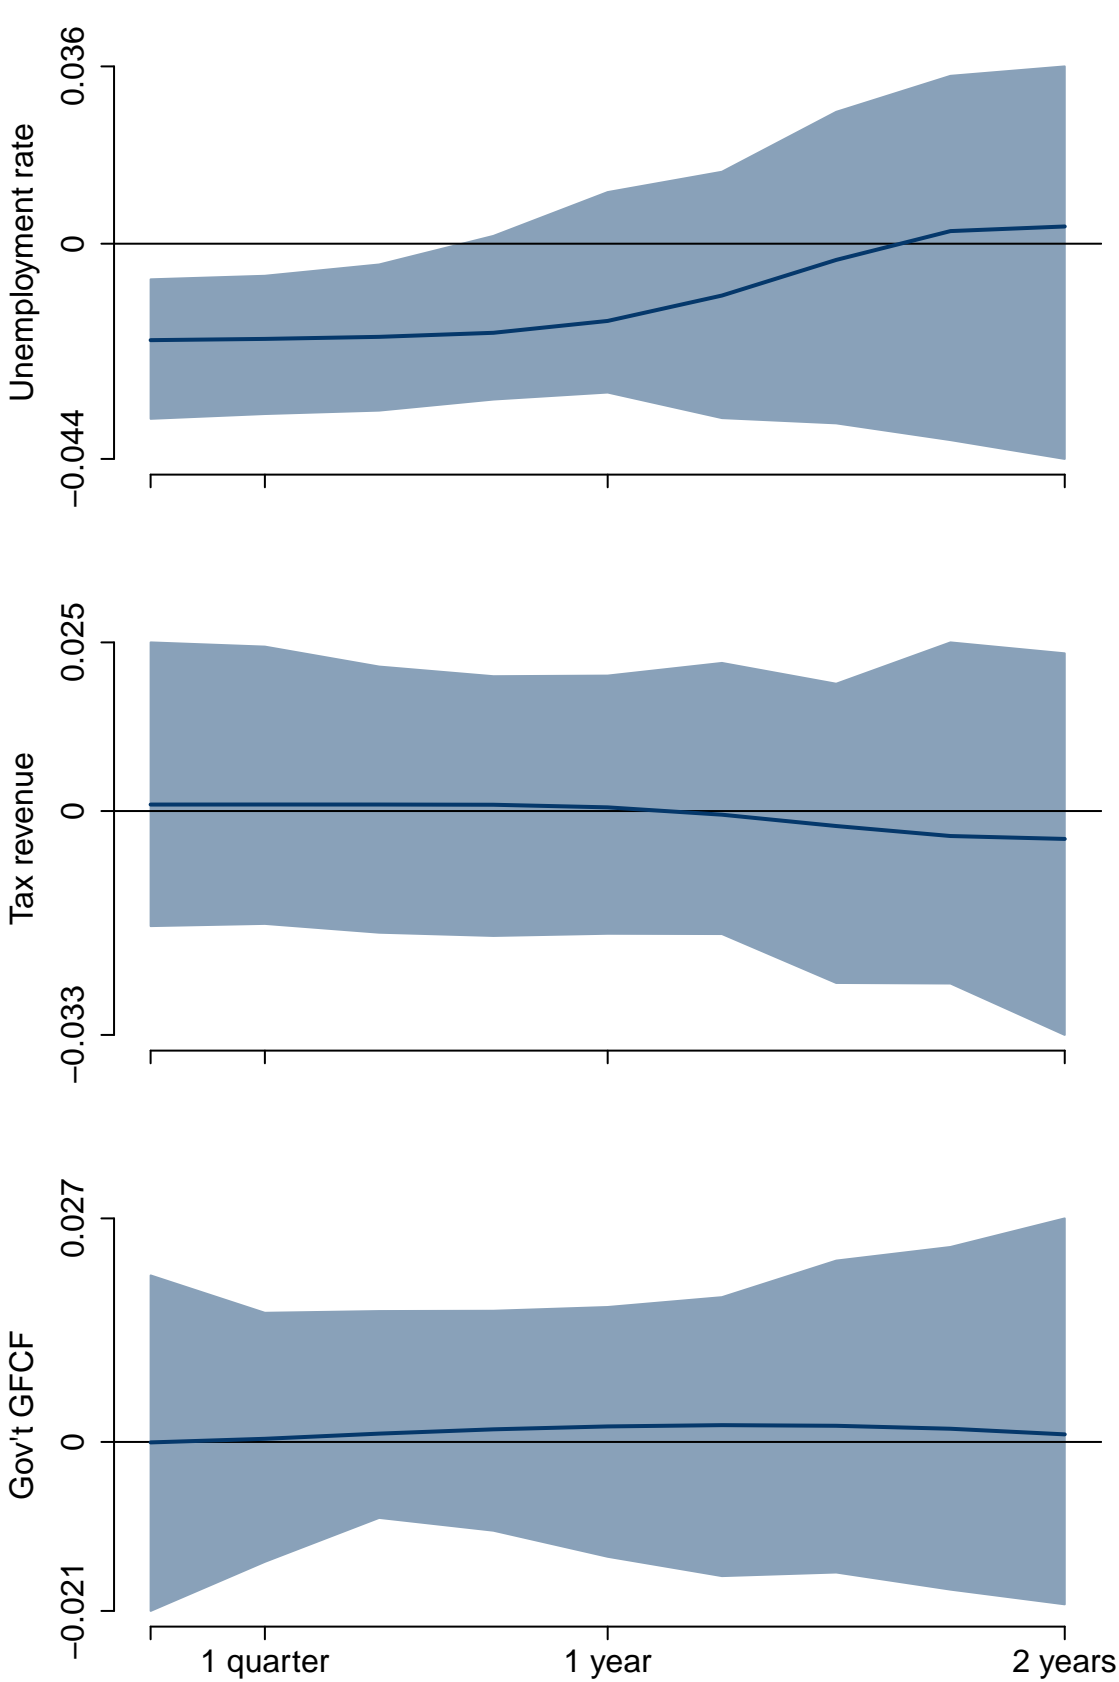 Unemployment rate
0.036
0
−0.044
Tax revenue
0.025
0
−0.033
Gov't GFCF
0.027
0
−0.021
1 quarter
1 year
2 years